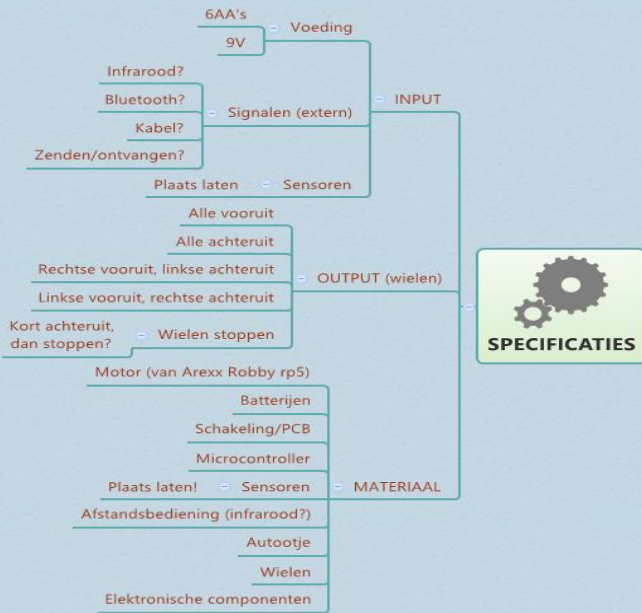 6AA's
Voeding
9V
Infrarood?
INPUT
Bluetooth?
Signalen (extern)
Kabel?
Zenden/ontvangen?
Plaats laten
Sensoren
Alle vooruit
Alle achteruit
Rechtse vooruit, linkse achteruit
OUTPUT (wielen)
Linkse vooruit, rechtse achteruit
Kort achteruit,
dan stoppen?
Wielen stoppen
SPECIFICATIES
Motor (van Arexx Robby rp5)
Batterijen
Schakeling/PCB
Microcontroller
Plaats laten!
Sensoren
MATERIAAL
Afstandsbediening (infrarood?)
Autootje
Wielen
Elektronische componenten